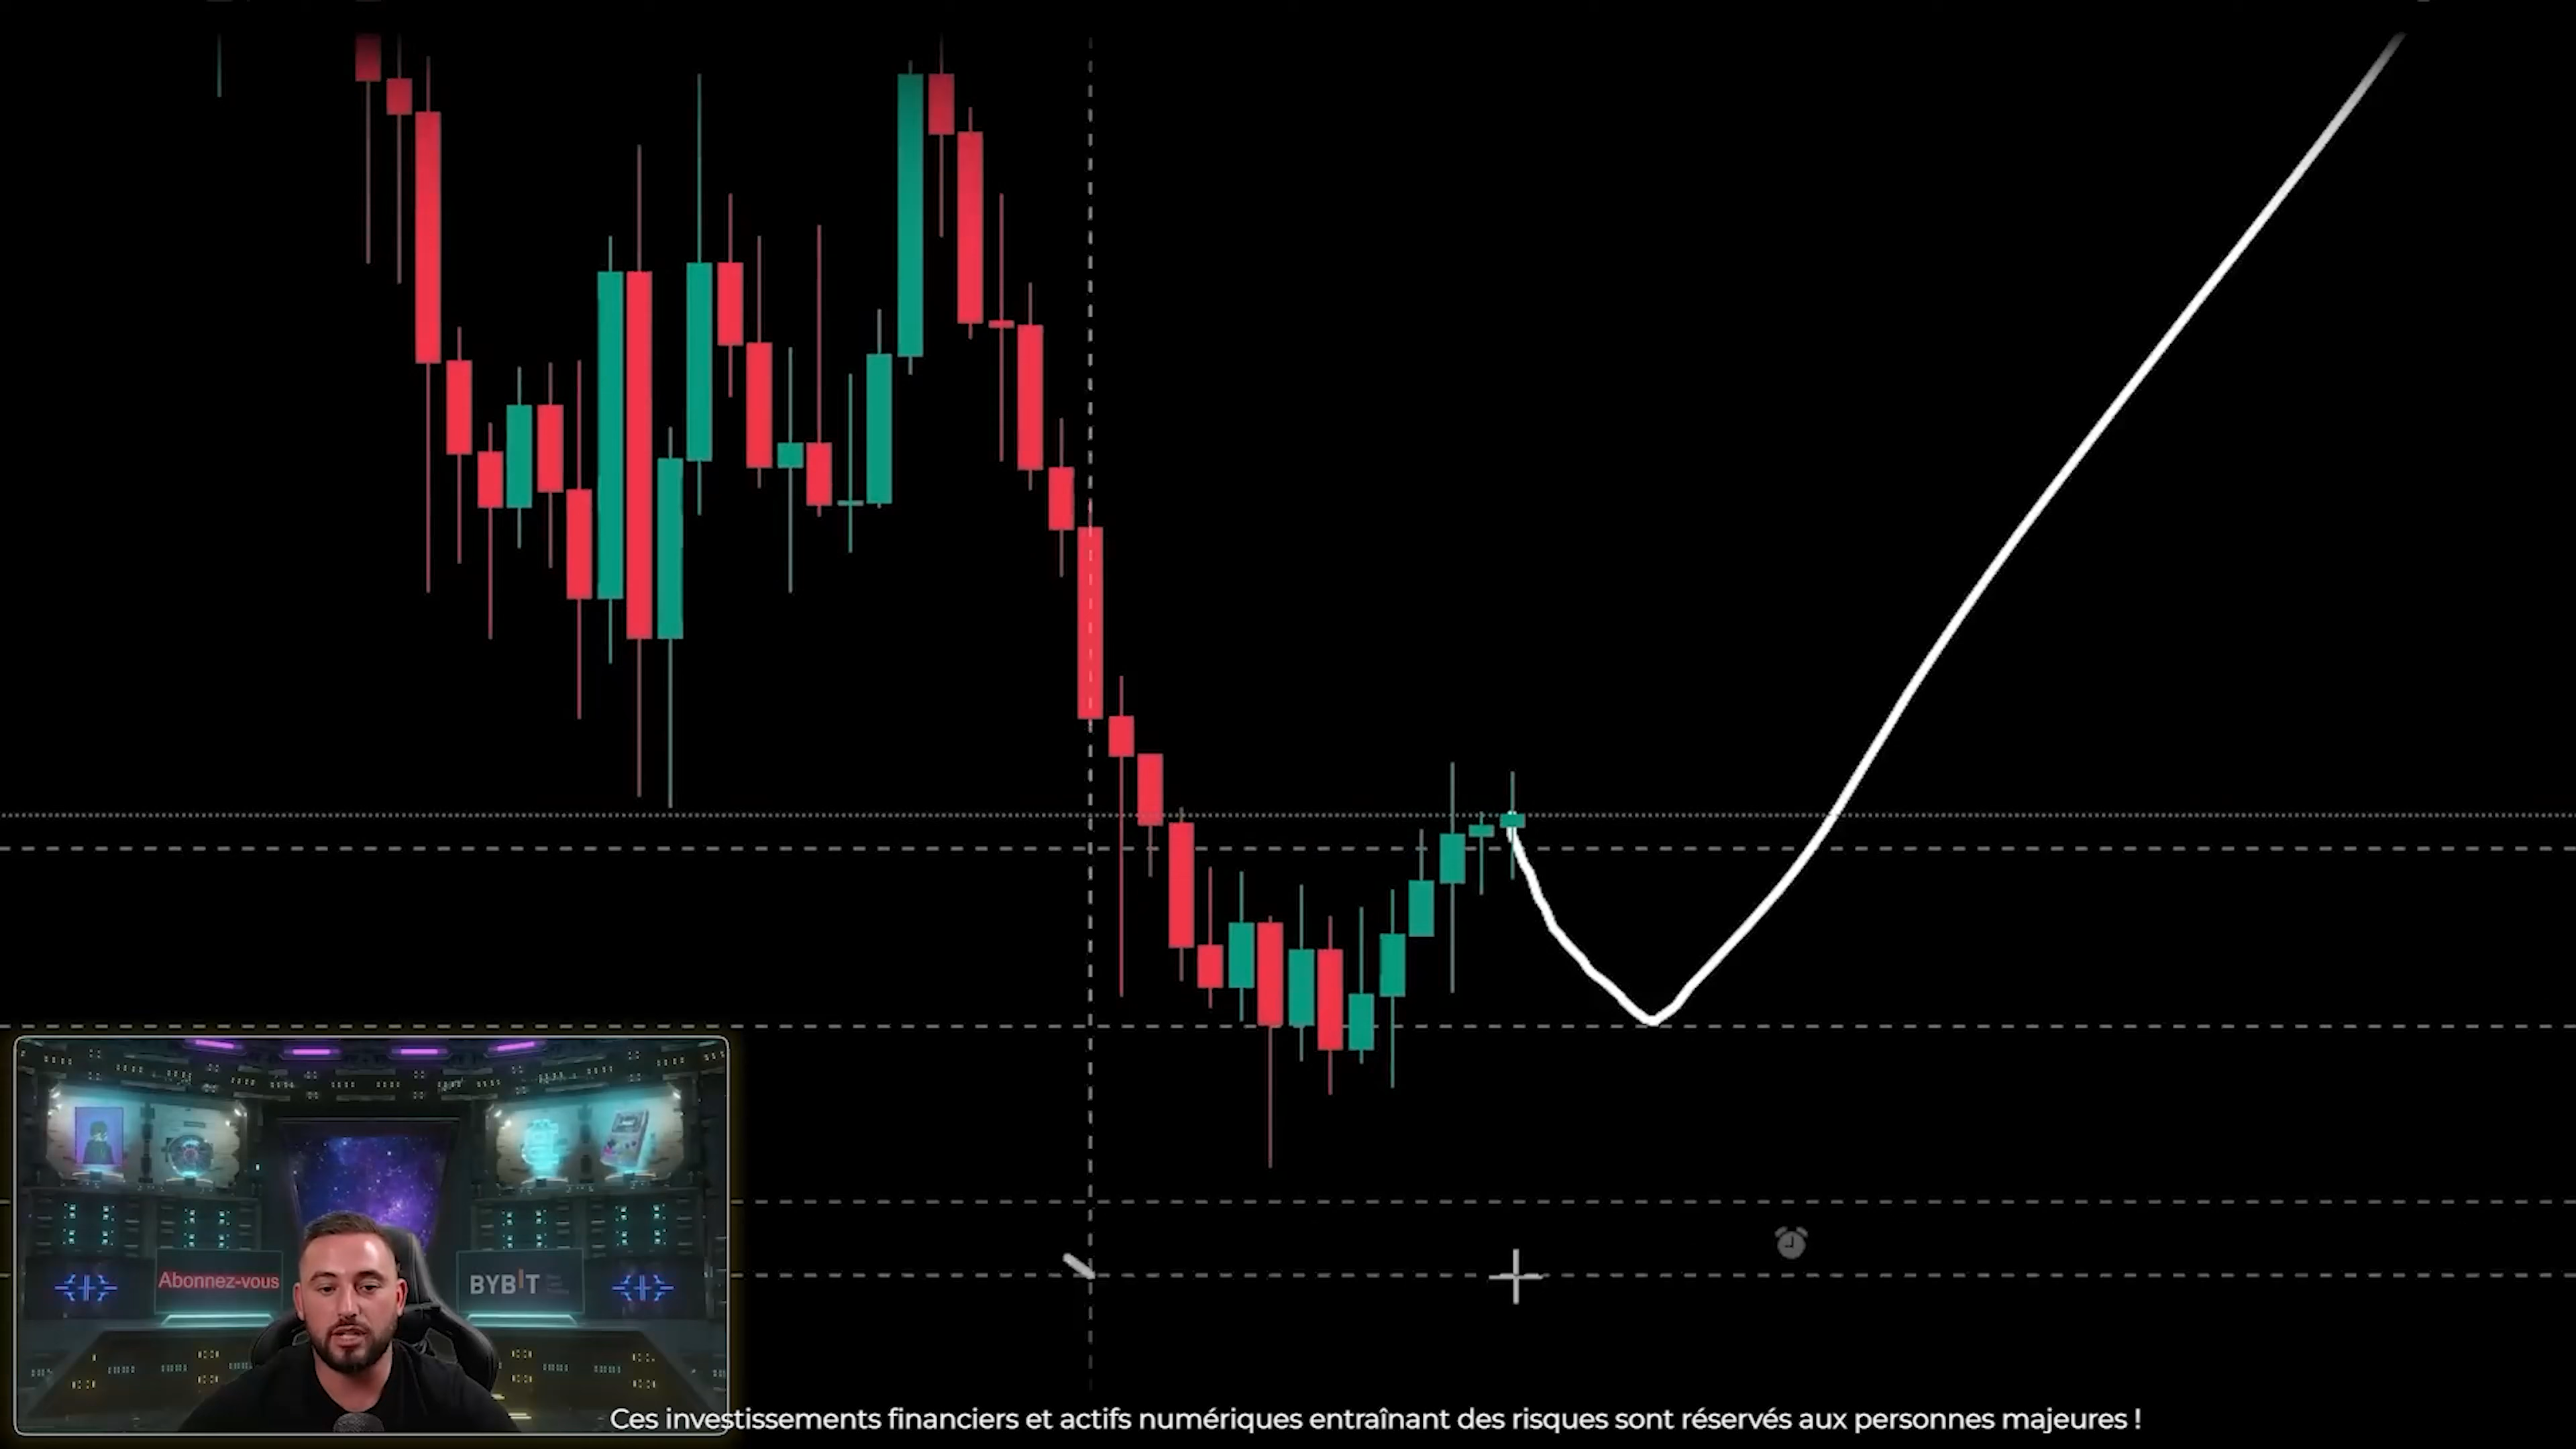 Abonnez-vous
BYBIT
Ces investissements financiers et actifs numériques entraînant des risques sont réservés aux personnes majeures !